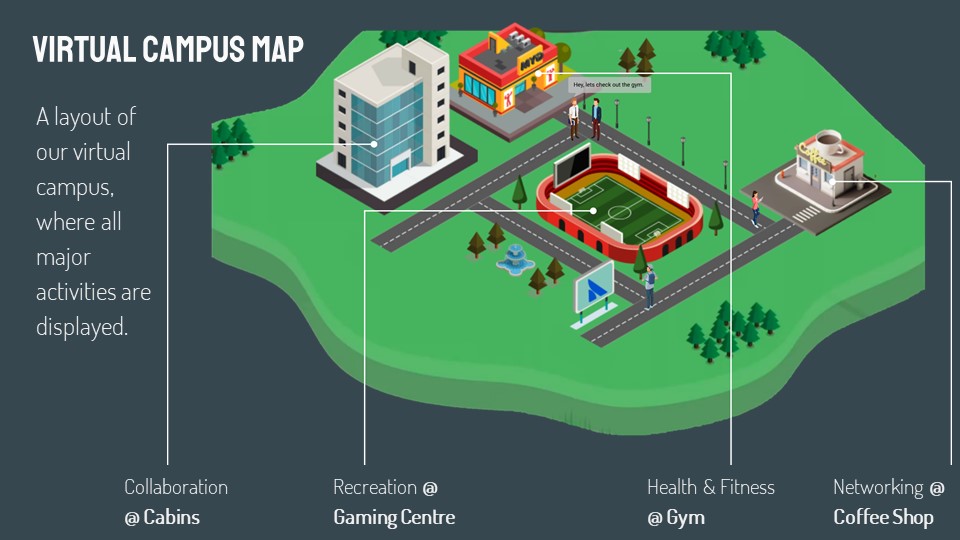 VIRTUAL CAMPUS MAP
A layout of
our virtual
campus,
where all
major
activities are
displayed.
Hey, lets check out the gym.
Coffee
Collaboration
@ Cabins
Recreation @
Gaming Centre
Health & Fitness
@ Gym
Networking @
Coffee Shop